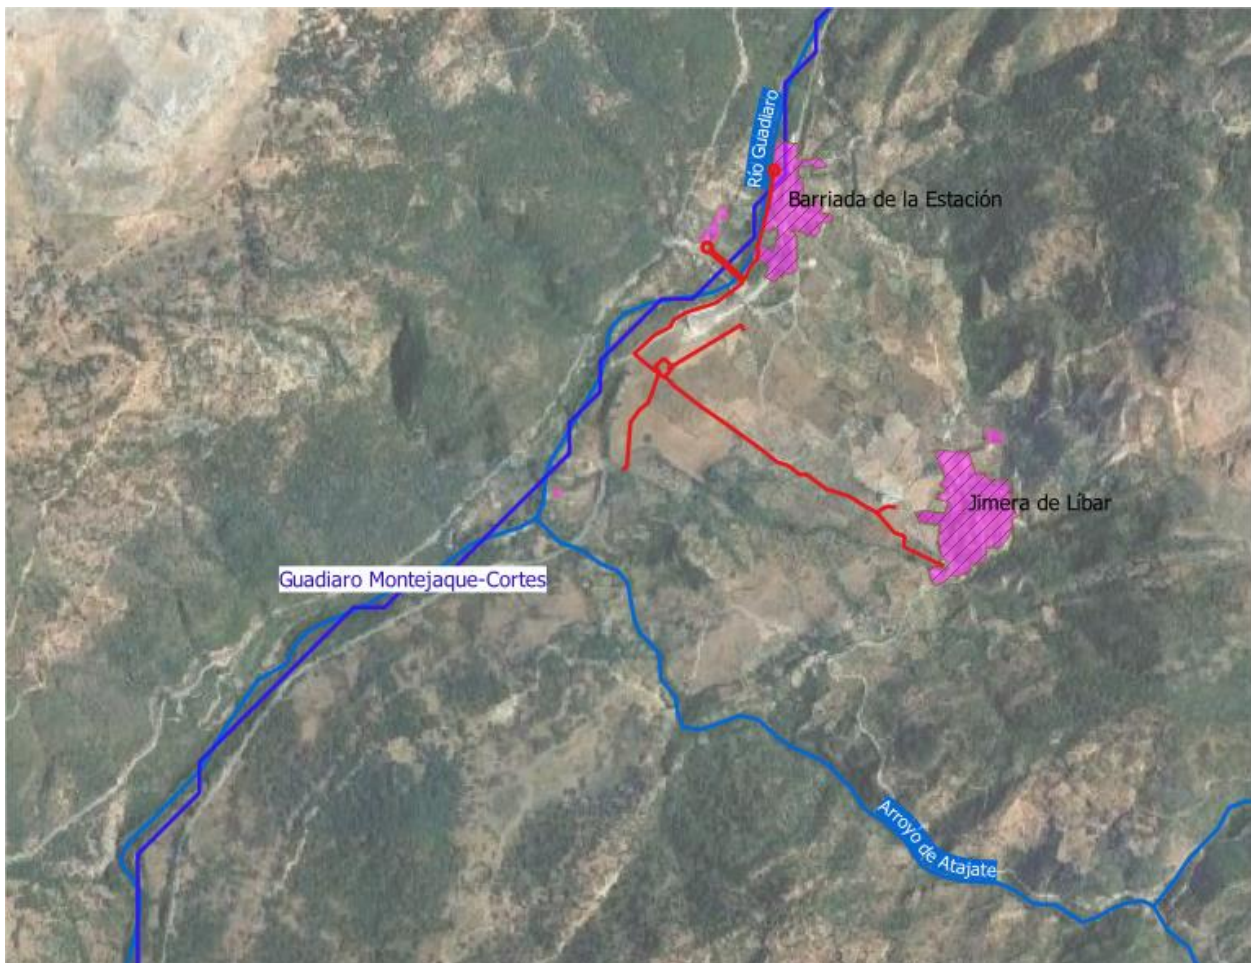 Río Guadiaro
Barriada de la Estación
Jimera de Líbar
Guadiaro Montejaque-Cortes
Arroyo de Atajate